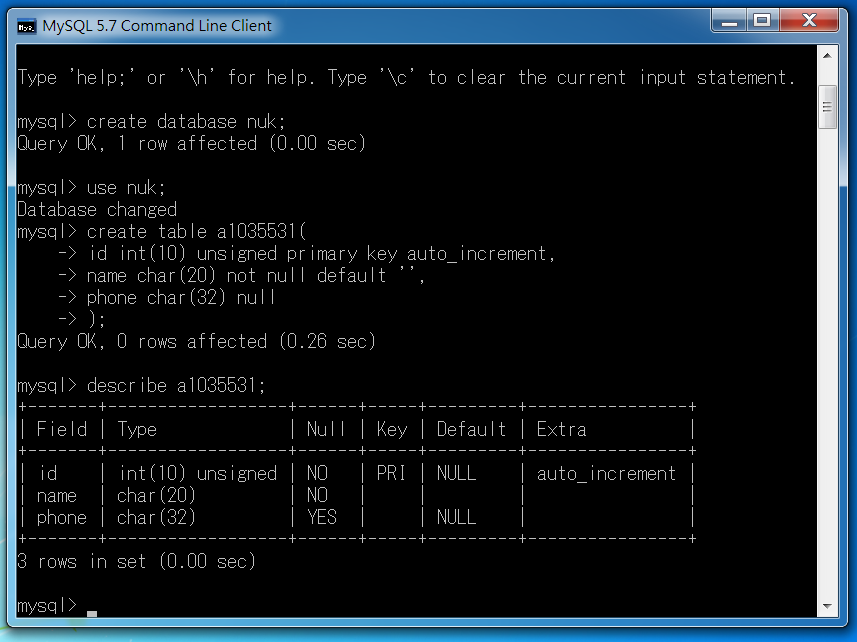 MySQL 5.7 Command Line Client
Type 'help;' or '\h' for help. Type '\c' to clear the current input statement.
mysql> create database nuk;
Query OK, 1 row affected (0.00 sec)
mysql> use nuk;
Database changed
mysql> create table a1035531(
    -> id int(10) unsigned primary key auto_increment,
    -> name char(20) not null default '',
    -> phone char(32) null
    -> );
Query OK, 0 rows affected (0.26 sec)
mysql> describe a1035531;
+-------+------------------+------+-----+---------+----------------+
| Field | Type             | Null | Key | Default | Extra          |
+-------+------------------+------+-----+---------+----------------+
| id    | int(10) unsigned | NO   | PRI | NULL    | auto_increment |
| name  | char(20)         | NO   |     |         |                |
| phone | char(32)         | YES  |     | NULL    |                |
+-------+------------------+------+-----+---------+----------------+
3 rows in set (0.00 sec)
mysql>